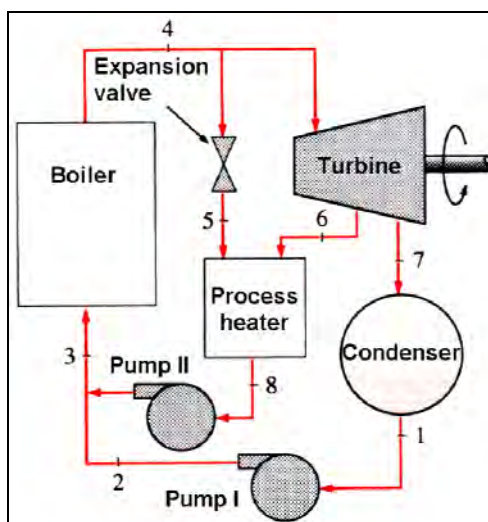 4
Expansion
valve
Boiler
Turbine
5
6
7
Process
heater
Condenser
3
Pump II
8
1
2
Pump I